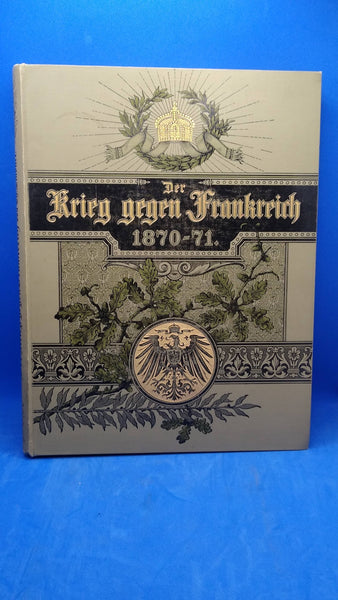 Der
Krieg gegen Frankreich
1870-71.